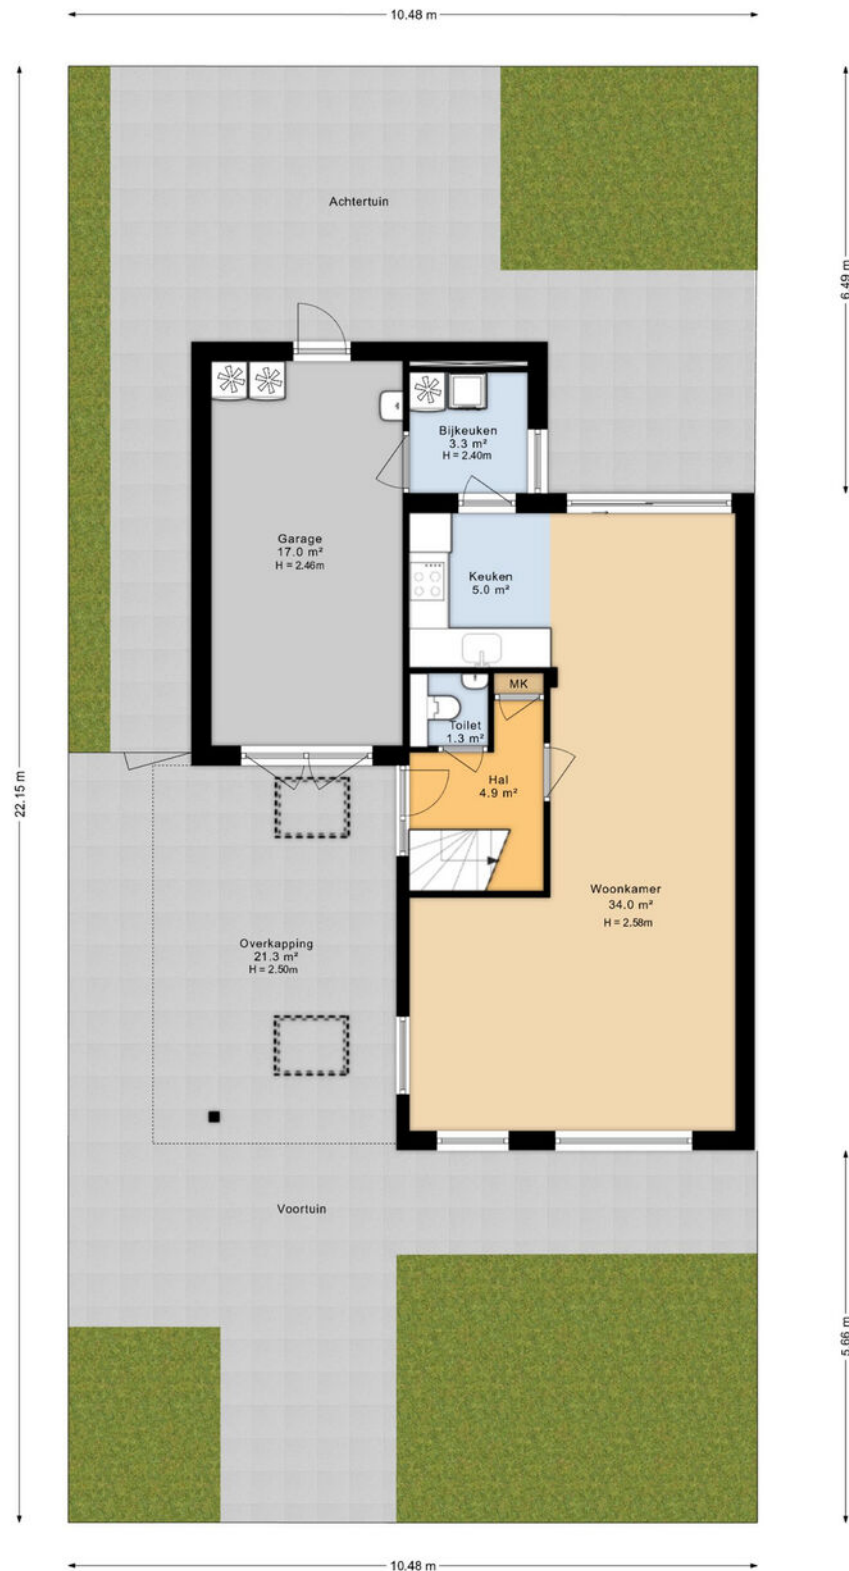 10.48 m
Achtertuin
6.49 m
Bijkeuken
3.3 m²
H = 2.40m
Garage
17.0 m²
H = 2.46m
Keuken
5.0 m²
MK
Toilet
1.3 m²
Hal
4.9 m²
22.15 m
Woonkamer
34.0 m²
H = 2.58m
Overkapping
21.3 m²
H = 2.50m
Voortuin
5.66 m
10.48 m